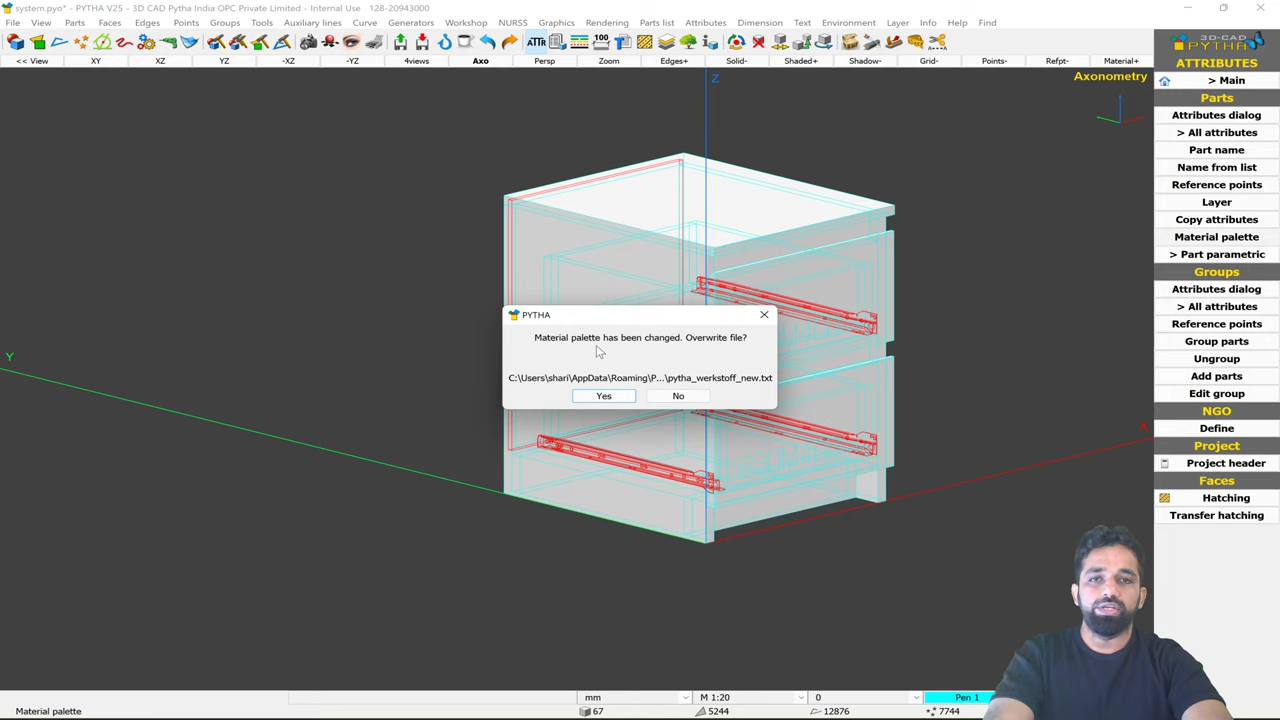 system.pyo* - PYTHA V25 - 3D CAD Pytha India OPC Private Limited - Internal Use 128-20943000
File View Parts Faces Edges Points Groups Tools Auxiliary lines Curve Generators Workshop NURSS Graphics Rendering Parts list Attributes Dimension Text Environment Layer Info Help Find
ATTR 100
<< View XY XZ YZ -XZ -YZ 4views Axo Persp Zoom Edges+ Solid- Shaded+ Shadow- Grid- Points- Refpt- Material+
3D-CAD
PYTHA
ATTRIBUTES
> Main
Parts
Attributes dialog
> All attributes
Part name
Name from list
Reference points
Layer
Copy attributes
Material palette
> Part parametric
Groups
Attributes dialog
> All attributes
Reference points
Group parts
Ungroup
Add parts
Edit group
NGO
Define
Project
Project header
Faces
Hatching
Transfer hatching
Axonometry
Z
Y
X
PYTHA
Material palette has been changed. Overwrite file?
C:\Users\shari\AppData\Roaming\P...\pytha_werkstoff_new.txt
Yes No
mm M 1:20 0 Pen 1
Material palette 67 5244 12876 7744